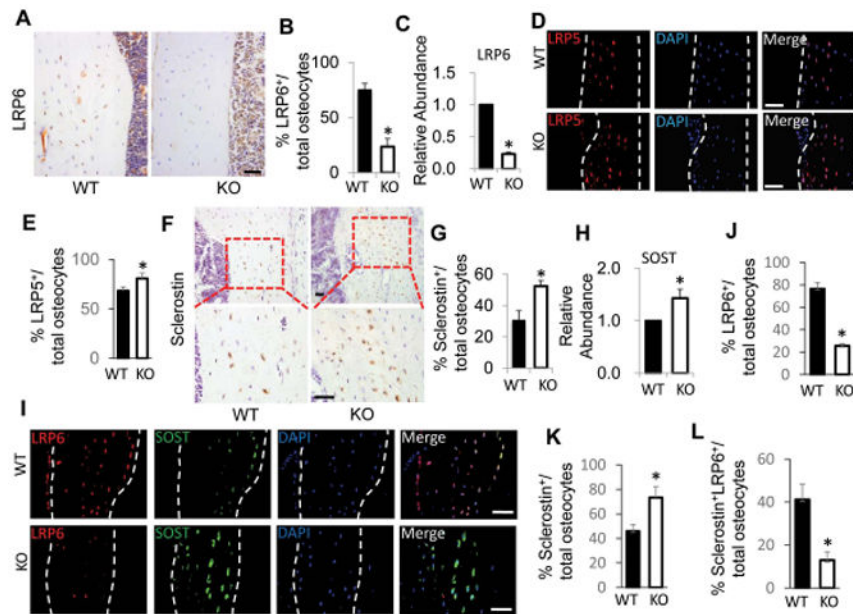 A
LRP6
WT
KO
B
% LRP6⁺/
total osteocytes
100
50
0
*
WT KO
C
LRP6
Relative Abundance
1.5
1.0
0.5
0.0
*
WT KO
D
WT
LRP5
DAPI
Merge
KO
LRP5
DAPI
Merge
E
% LRP5⁺/
total osteocytes
100
50
0
*
WT KO
F
Sclerostin
WT
KO
G
% Sclerostin⁺/
total osteocytes
60
40
20
0
*
WT KO
H
SOST
Relative
Abundance
2.0
1.0
0.0
*
WT KO
J
% LRP6⁺/
total osteocytes
100
80
60
40
20
0
*
WT KO
I
WT
LRP6
SOST
DAPI
Merge
KO
LRP6
SOST
DAPI
Merge
K
% Sclerostin⁺/
total osteocytes
100
80
60
40
20
0
*
WT KO
L
% Sclerostin⁺LRP6⁺/
total osteocytes
60
40
20
0
*
WT KO